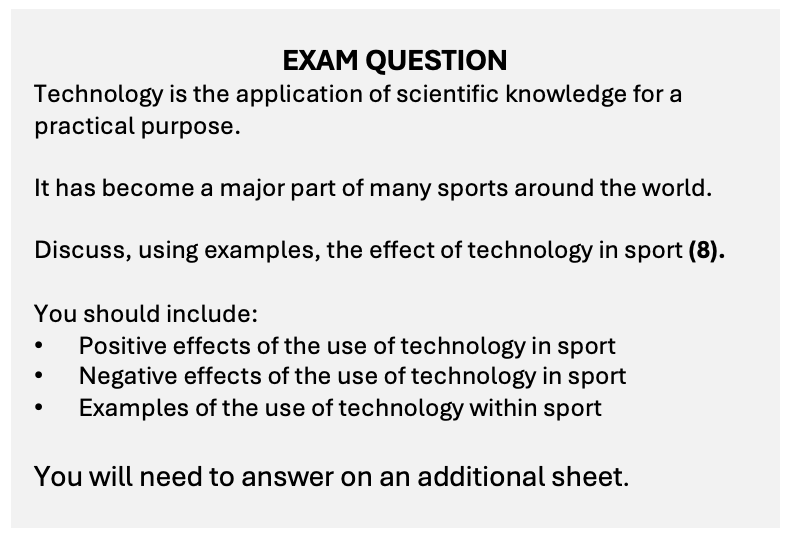 EXAM QUESTION
Technology is the application of scientific knowledge for a
practical purpose.
It has become a major part of many sports around the world.
Discuss, using examples, the effect of technology in sport (8).
You should include:
• Positive effects of the use of technology in sport
• Negative effects of the use of technology in sport
• Examples of the use of technology within sport
You will need to answer on an additional sheet.